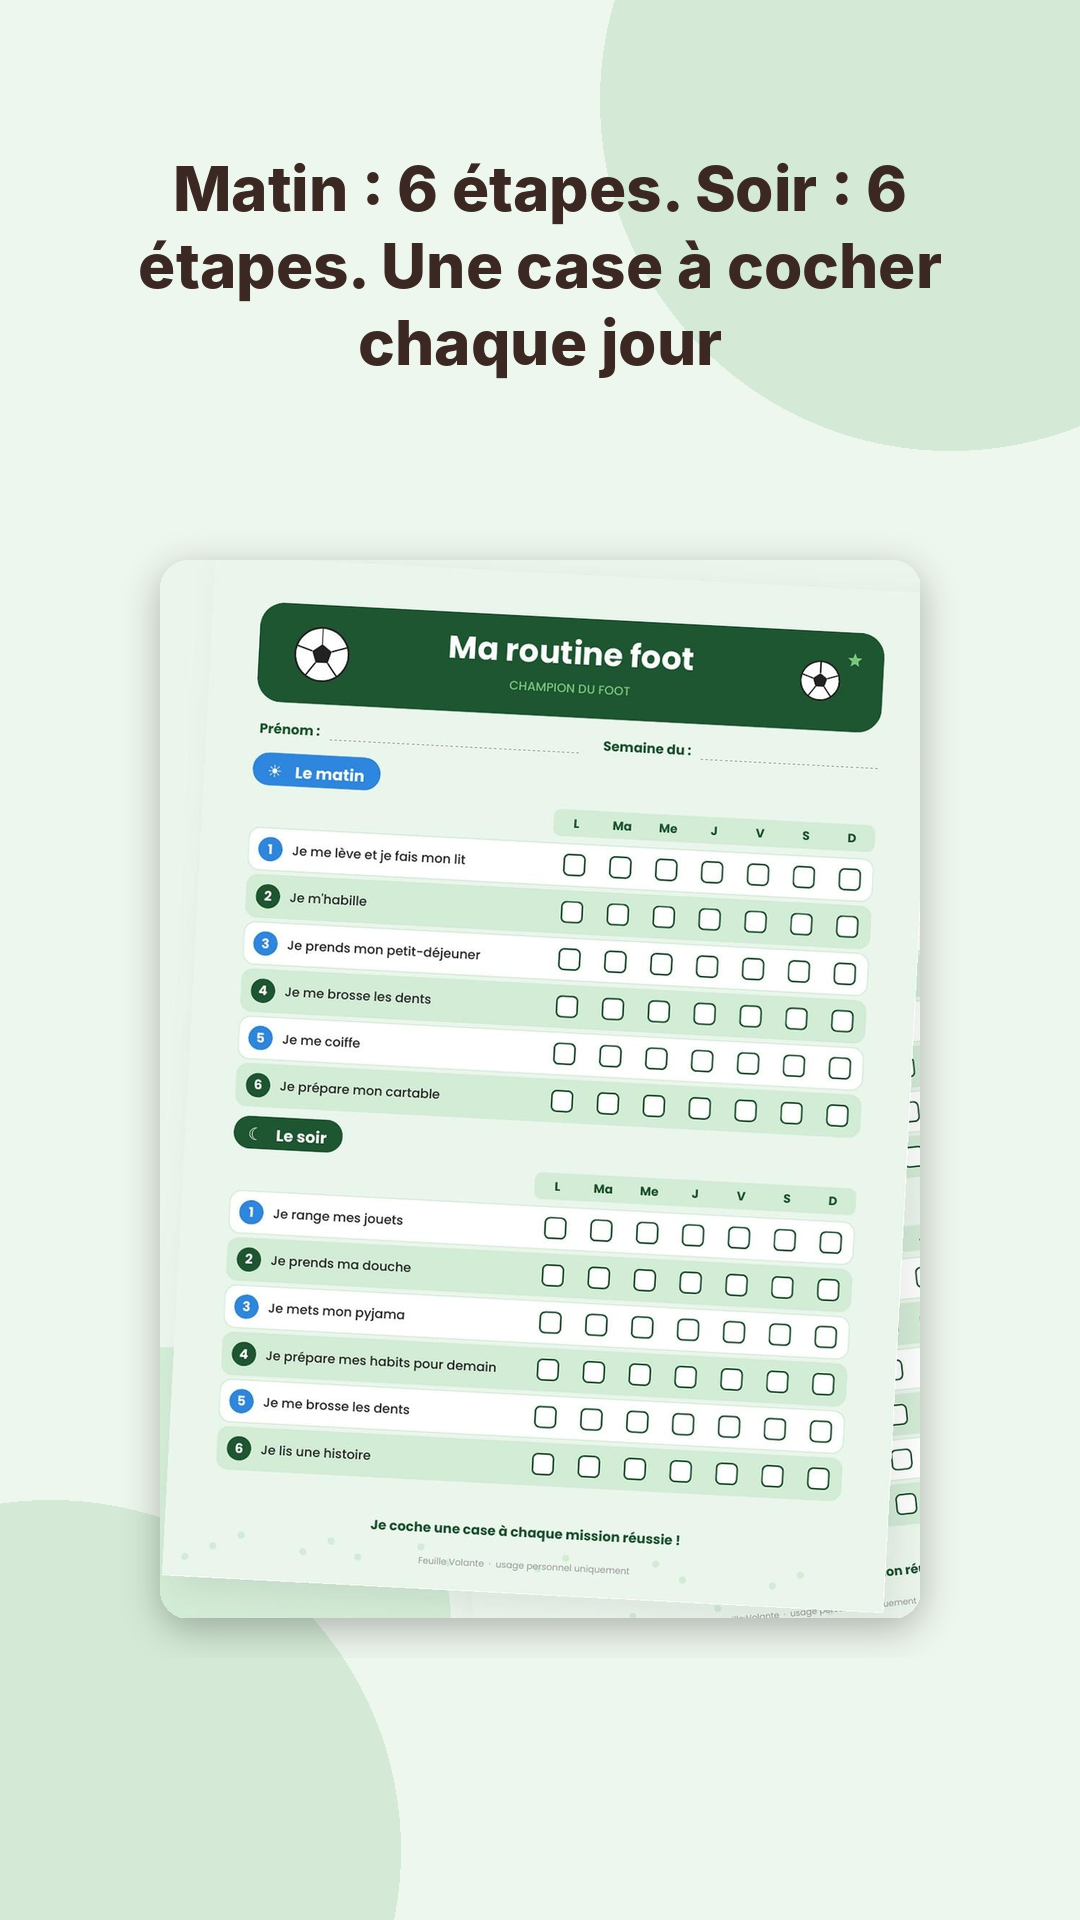 Matin : 6 étapes. Soir : 6
étapes. Une case à cocher
chaque jour
Ma routine foot
CHAMPION DU FOOT
Prénom :
Semaine du :
Le matin
L Ma Me J V S D
1 Je me lève et je fais mon lit
2 Je m'habille
3 Je prends mon petit-déjeuner
4 Je me brosse les dents
5 Je me coiffe
6 Je prépare mon cartable
Le soir
L Ma Me J V S D
1 Je range mes jouets
2 Je prends ma douche
3 Je mets mon pyjama
4 Je prépare mes habits pour demain
5 Je me brosse les dents
6 Je lis une histoire
Je coche une case à chaque mission réussie !
Feuille Volante · usage personnel uniquement